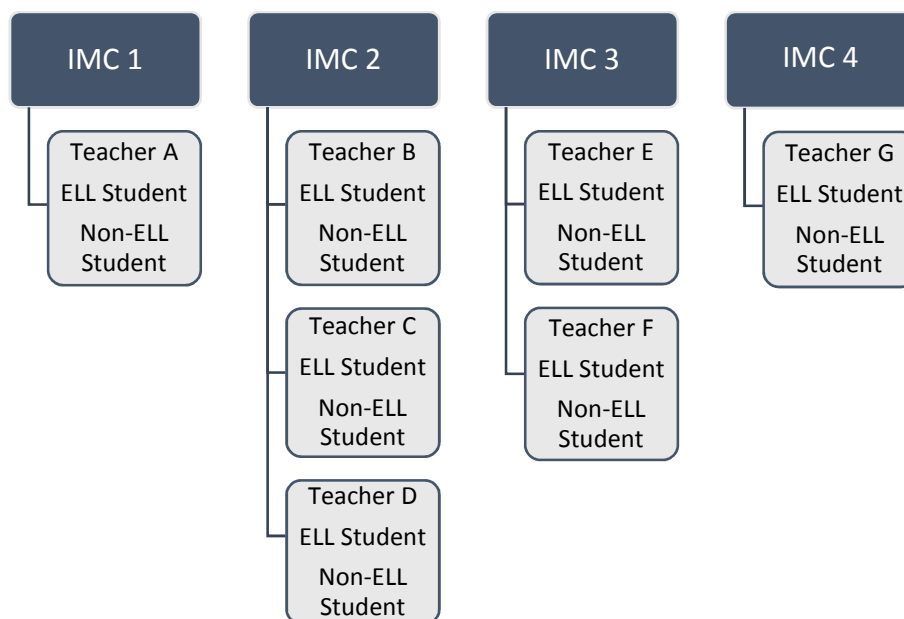 IMC 1
Teacher A
ELL Student
Non-ELL
Student
IMC 2
Teacher B
ELL Student
Non-ELL
Student
Teacher C
ELL Student
Non-ELL
Student
Teacher D
ELL Student
Non-ELL
Student
IMC 3
Teacher E
ELL Student
Non-ELL
Student
Teacher F
ELL Student
Non-ELL
Student
IMC 4
Teacher G
ELL Student
Non-ELL
Student